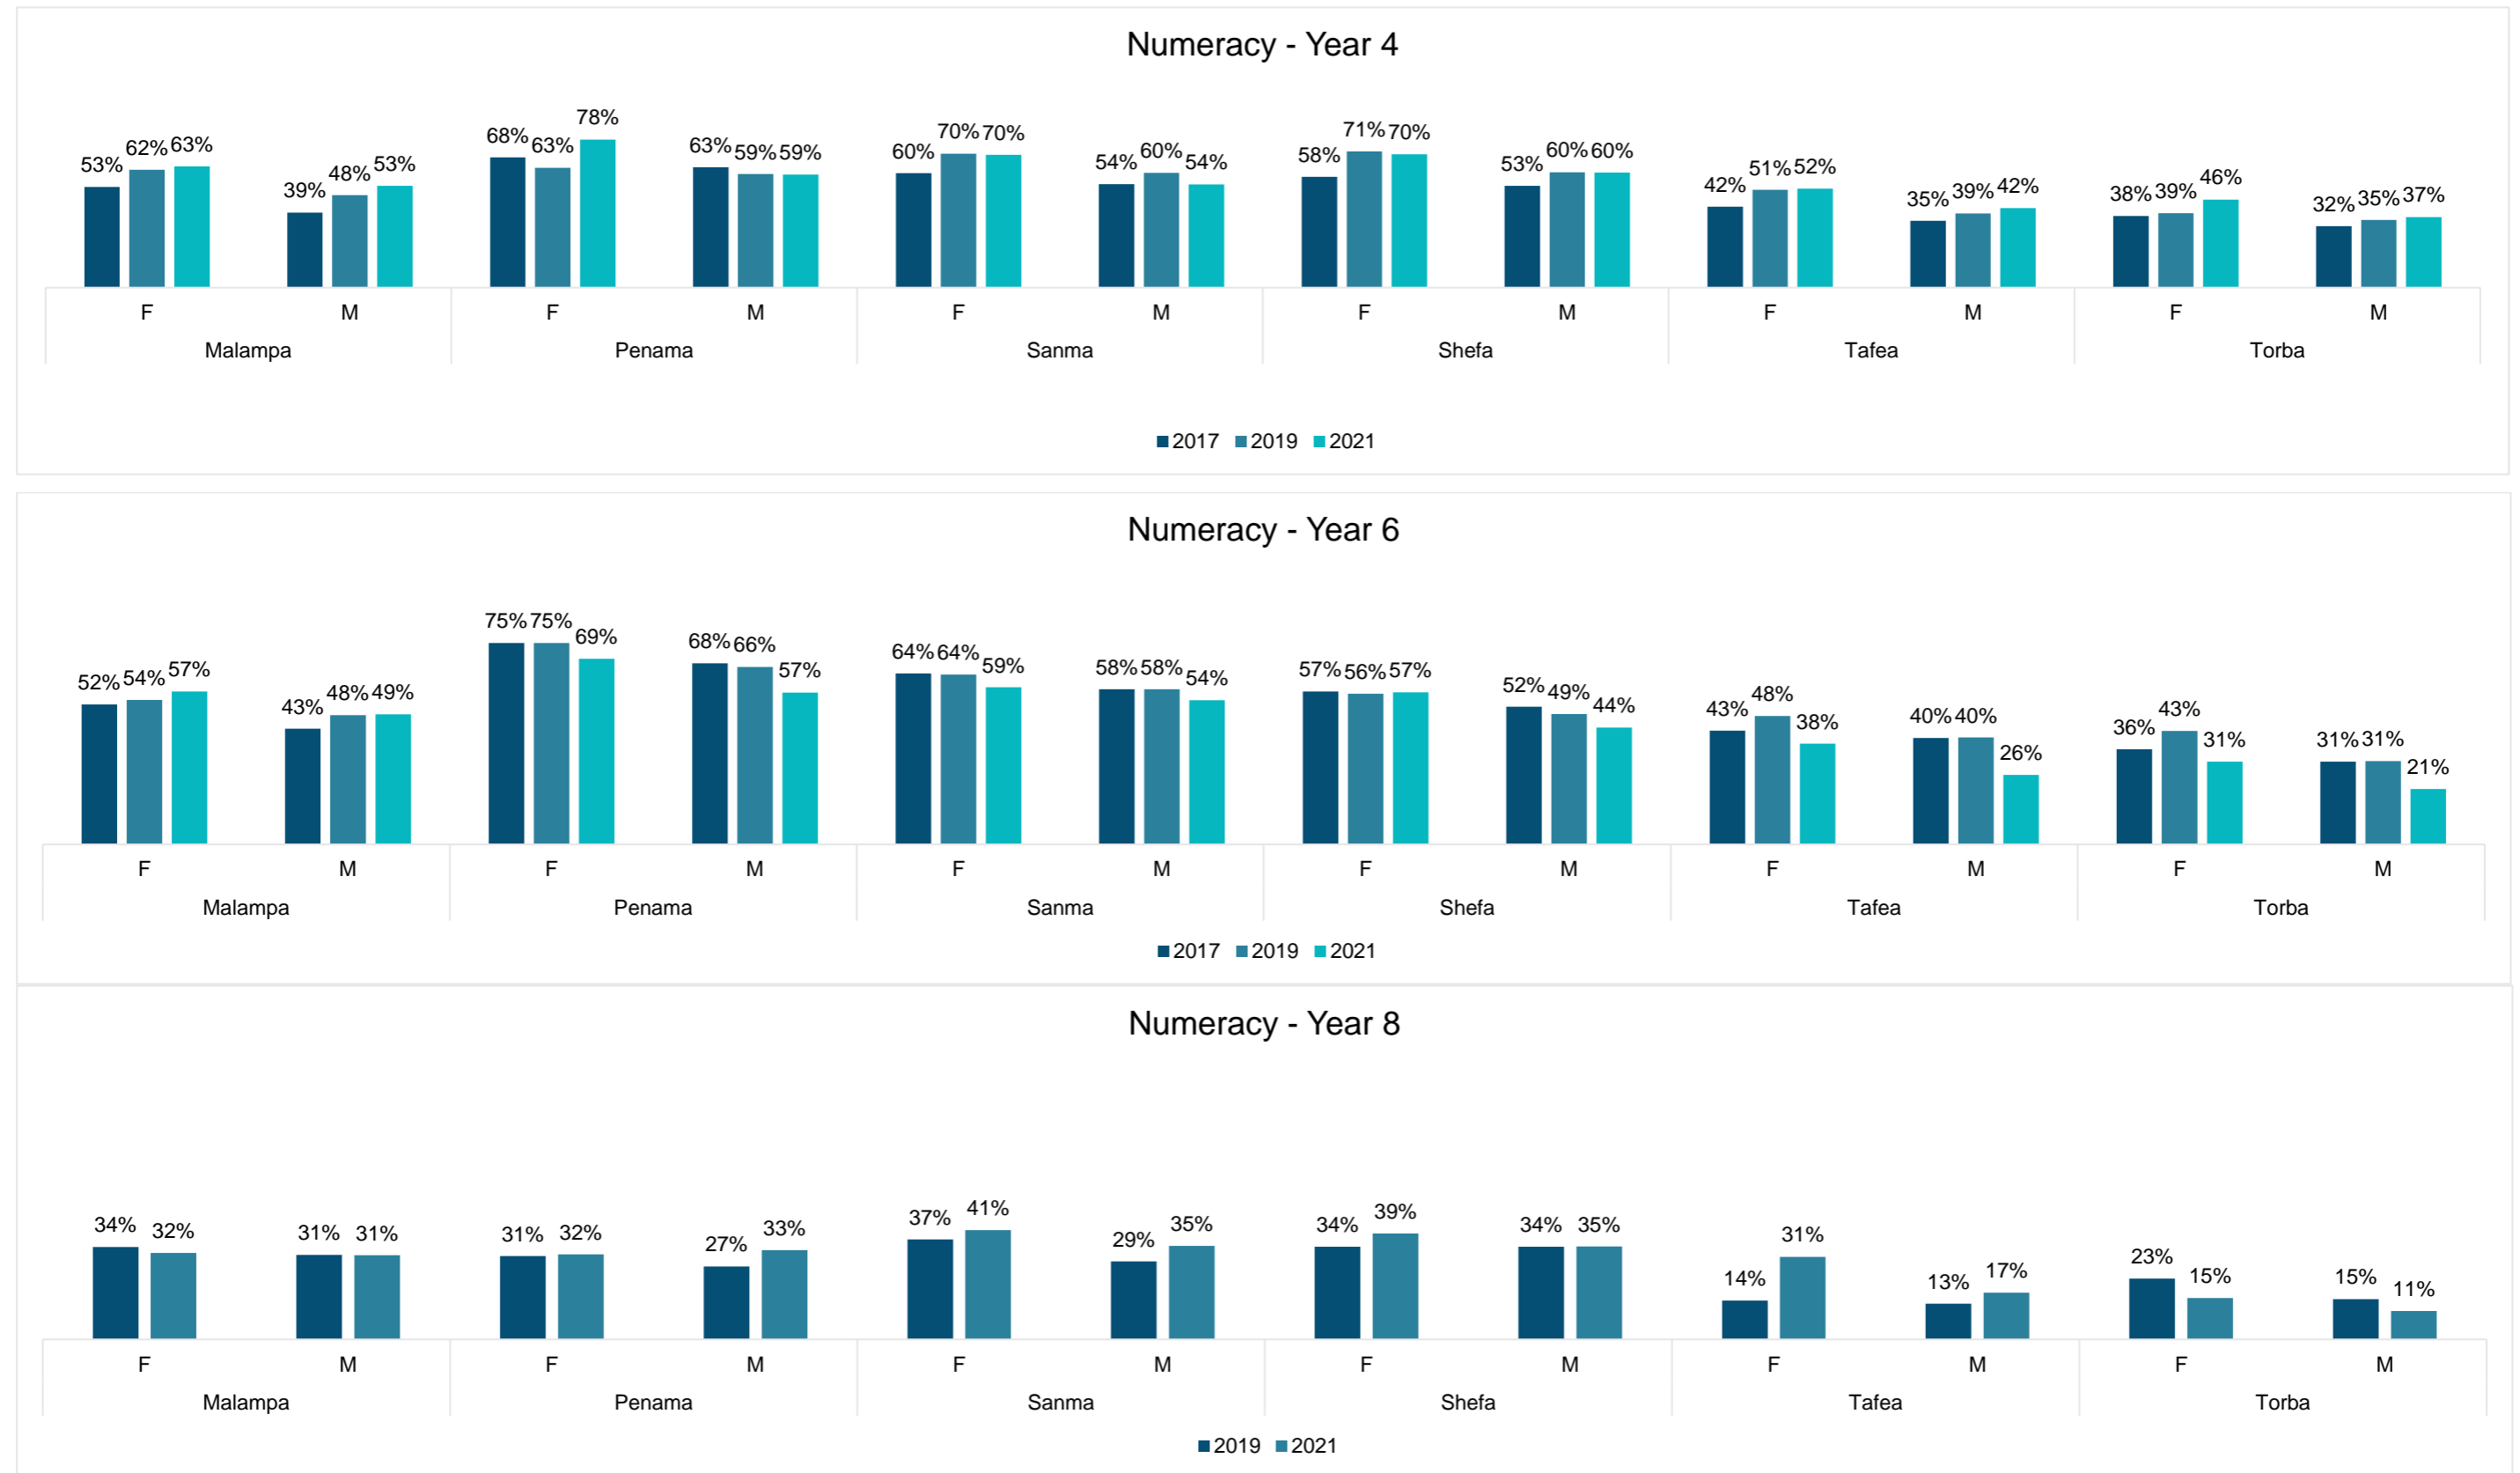 Numeracy - Year 4
53% 62% 63% 39% 48% 53% 68% 63% 78% 63% 59% 59% 60% 70% 70% 54% 60% 54% 58% 71% 70% 53% 60% 60% 42% 51% 52% 35% 39% 42% 38% 39% 46% 32% 35% 37%
F M F M F M F M F M F M
Malampa Penama Sanma Shefa Tafea Torba
2017 2019 2021
Numeracy - Year 6
52% 54% 57% 43% 48% 49% 75% 75% 69% 68% 66% 57% 64% 64% 59% 58% 58% 54% 57% 56% 57% 52% 49% 44% 43% 48% 38% 40% 40% 26% 36% 43% 31% 31% 31% 21%
F M F M F M F M F M F M
Malampa Penama Sanma Shefa Tafea Torba
2017 2019 2021
Numeracy - Year 8
34% 32% 31% 31% 31% 32% 27% 33% 37% 41% 29% 35% 34% 39% 34% 35% 14% 31% 13% 17% 23% 15% 15% 11%
F M F M F M F M F M F M
Malampa Penama Sanma Shefa Tafea Torba
2019 2021